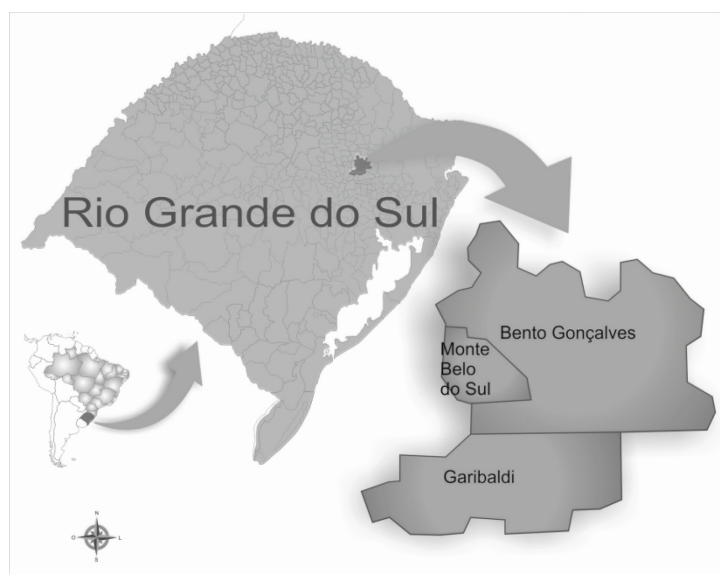 Rio Grande do Sul
Bento Gonçalves
Monte
Belo
do Sul
Garibaldi
N
O
L
S